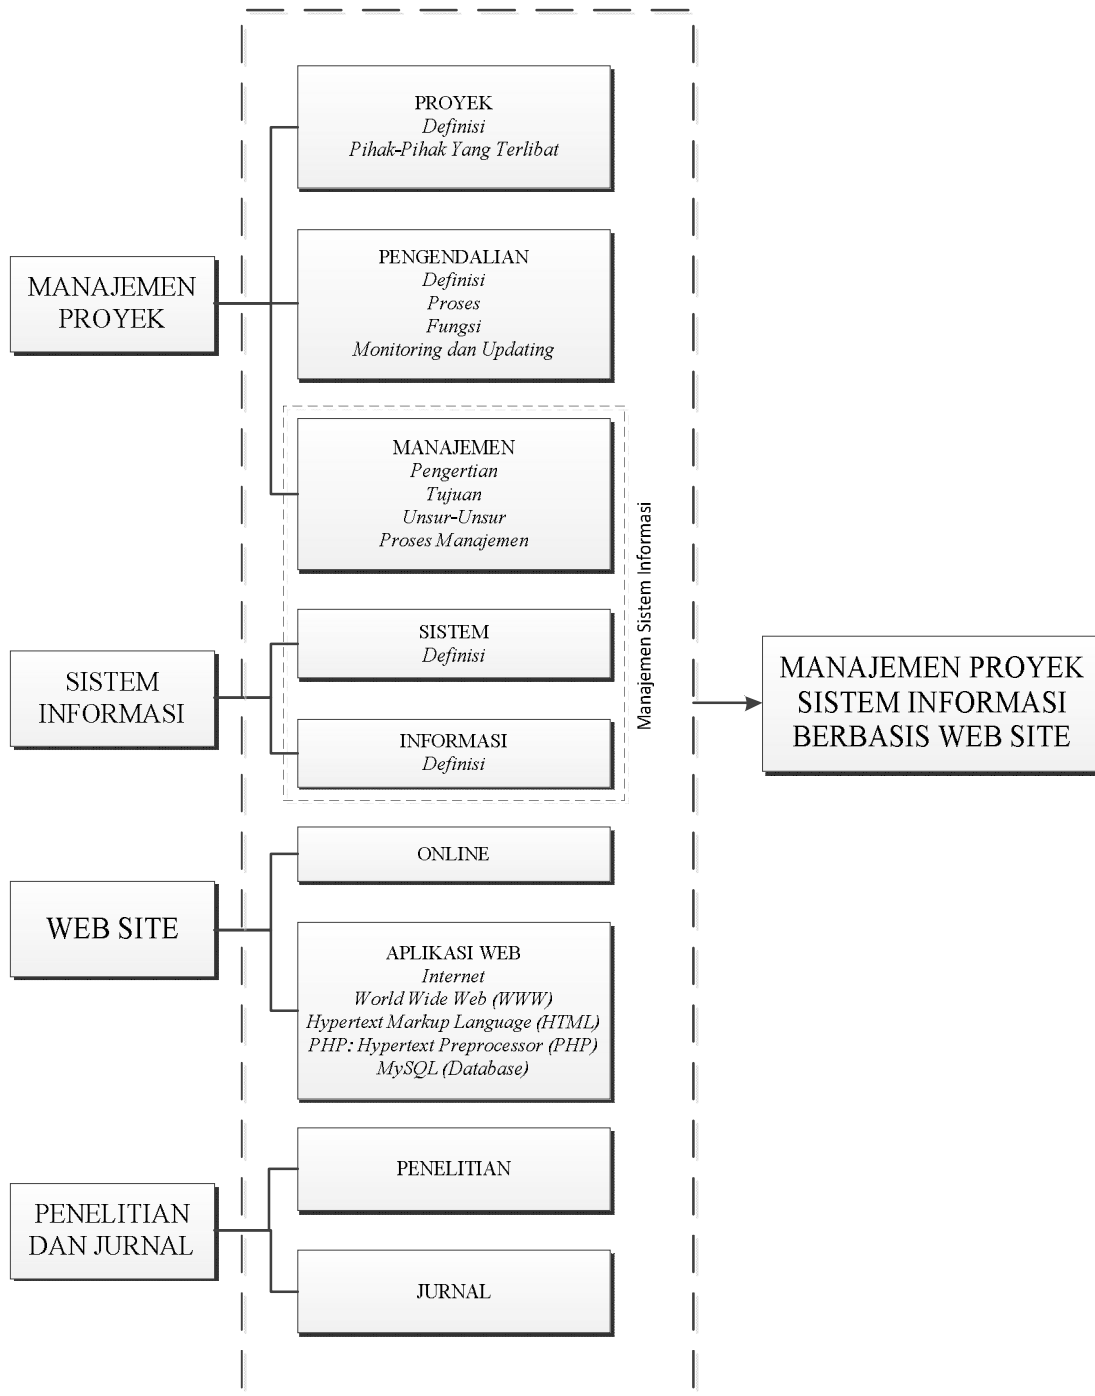 PROYEK
Definisi
Pihak-Pihak Yang Terlibat
MANAJEMEN
PROYEK
PENGENDALIAN
Definisi
Proses
Fungsi
Monitoring dan Updating
MANAJEMEN
Pengertian
Tujuan
Unsur-Unsur
Proses Manajemen
Manajemen Sistem Informasi
SISTEM
INFORMASI
SISTEM
Definisi
INFORMASI
Definisi
MANAJEMEN PROYEK
SISTEM INFORMASI
BERBASIS WEB SITE
WEB SITE
ONLINE
APLIKASI WEB
Internet
World Wide Web (WWW)
Hypertext Markup Language (HTML)
PHP: Hypertext Preprocessor (PHP)
MySQL (Database)
PENELITIAN
DAN JURNAL
PENELITIAN
JURNAL